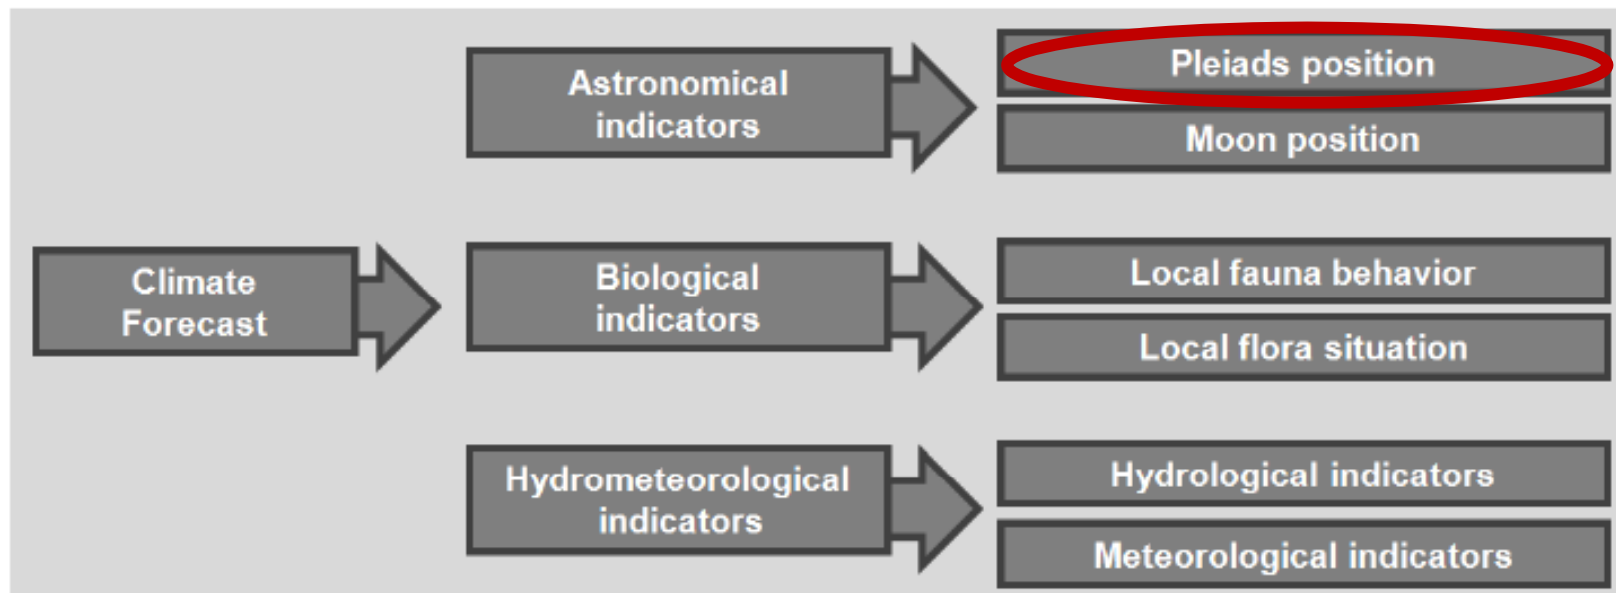 Astronomical
indicators
Pleiads position
Moon position
Climate
Forecast
Biological
indicators
Local fauna behavior
Local flora situation
Hydrometeorological
indicators
Hydrological indicators
Meteorological indicators